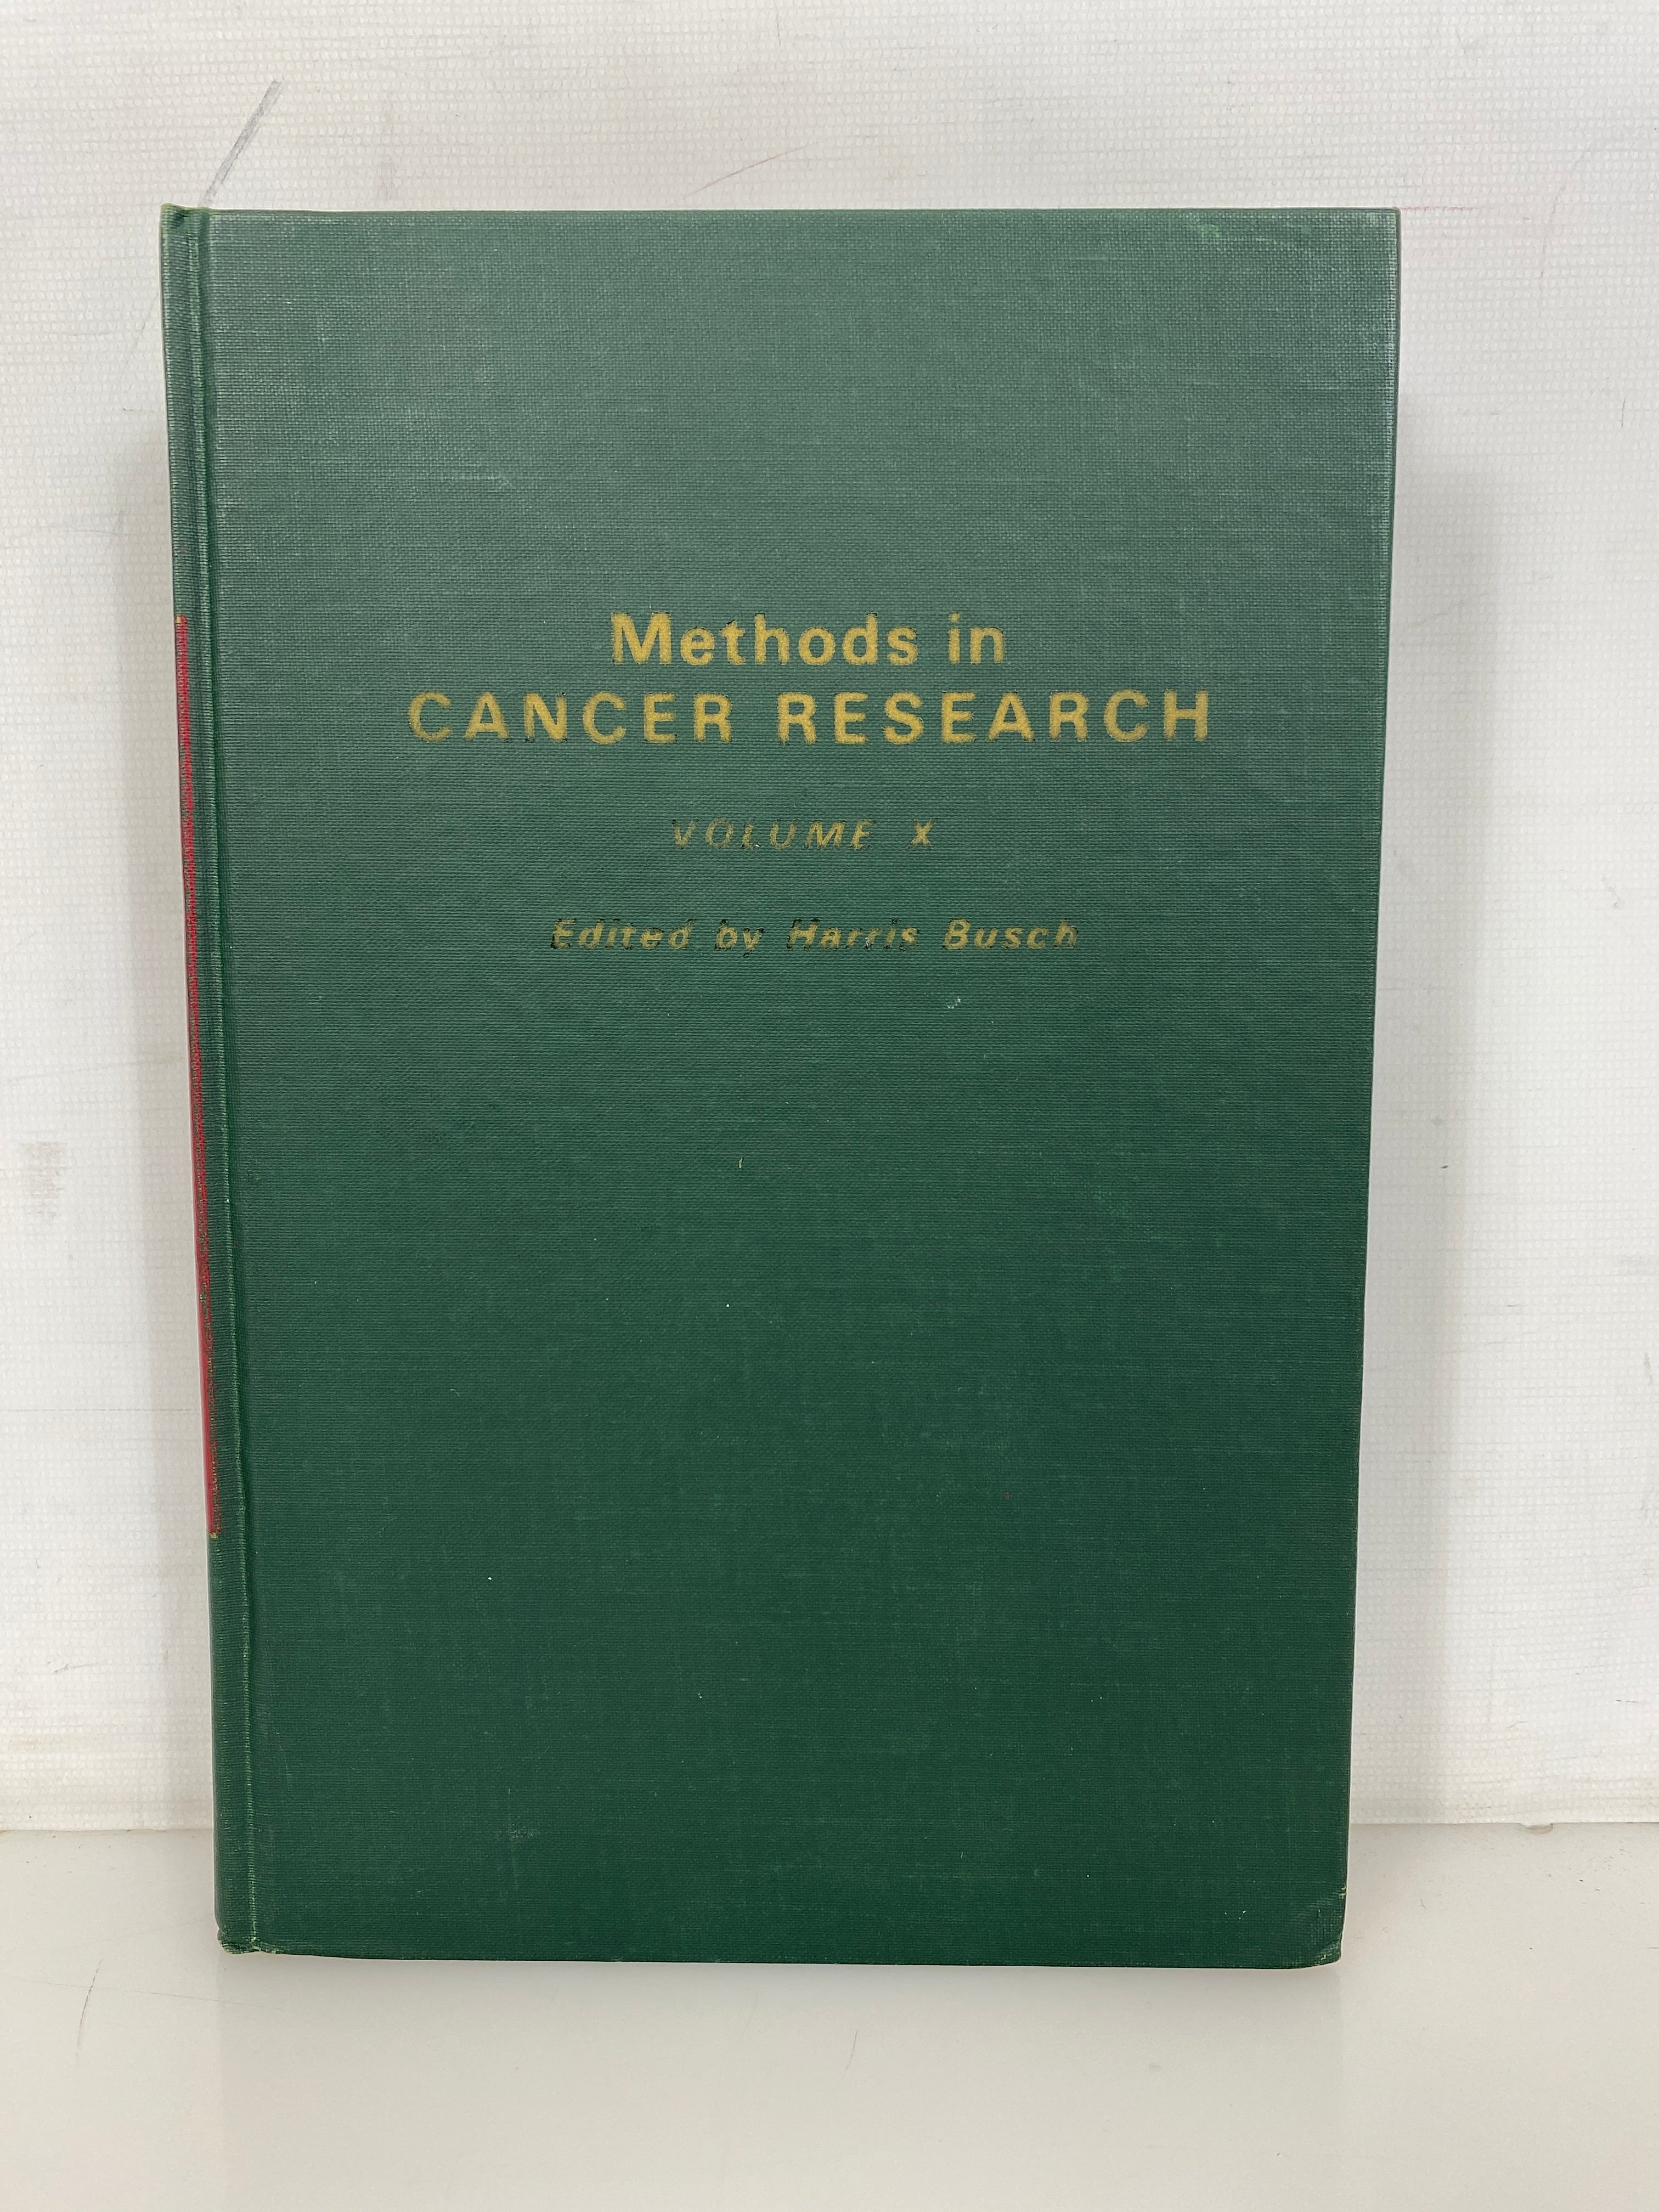 Methods in
CANCER RESEARCH
VOLUME X
Edited by Harris Busch